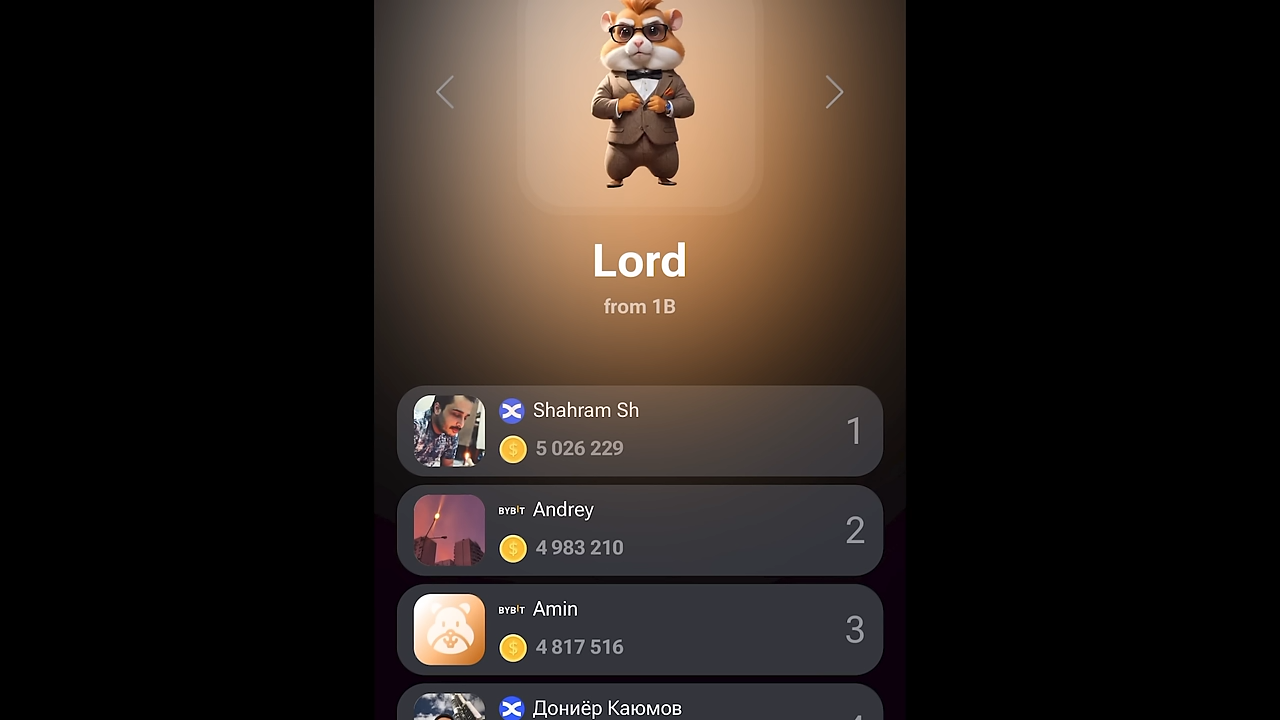 Lord
from 1B
Shahram Sh
5 026 229
1
BYBIT Andrey
4 983 210
2
BYBIT Amin
4 817 516
3
Дониёр Каюмов